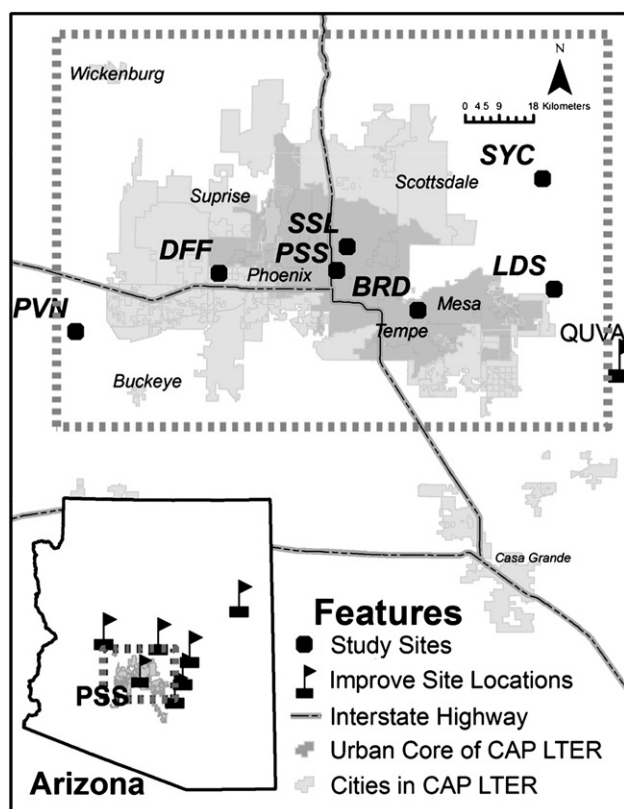 Wickenburg
N
0 4.5 9 18 Kilometers
SYC
Suprise
Scottsdale
SSL
DFF
PSS
Phoenix
BRD
LDS
Mesa
PVN
Tempe
QUVA
Buckeye
Casa Grande
Features
Study Sites
Improve Site Locations
PSS
Interstate Highway
Urban Core of CAP LTER
Arizona
Cities in CAP LTER